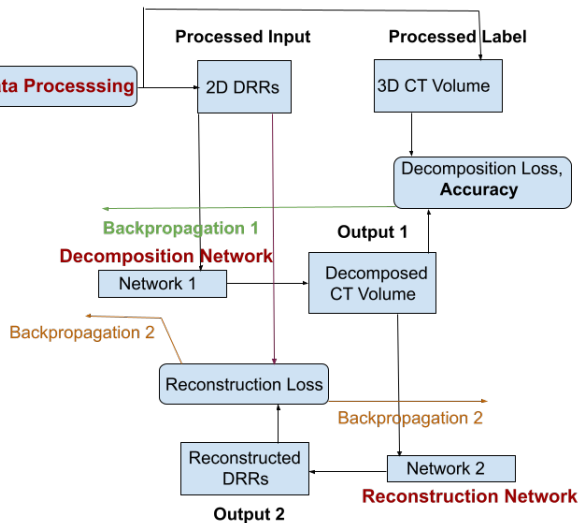 Processed Input
Processed Label
ata Processsing
2D DRRs
3D CT Volume
Decomposition Loss,
Accuracy
Backpropagation 1
Output 1
Decomposition Network
Network 1
Decomposed
CT Volume
Backpropagation 2
Reconstruction Loss
Backpropagation 2
Reconstructed
DRRs
Network 2
Reconstruction Network
Output 2